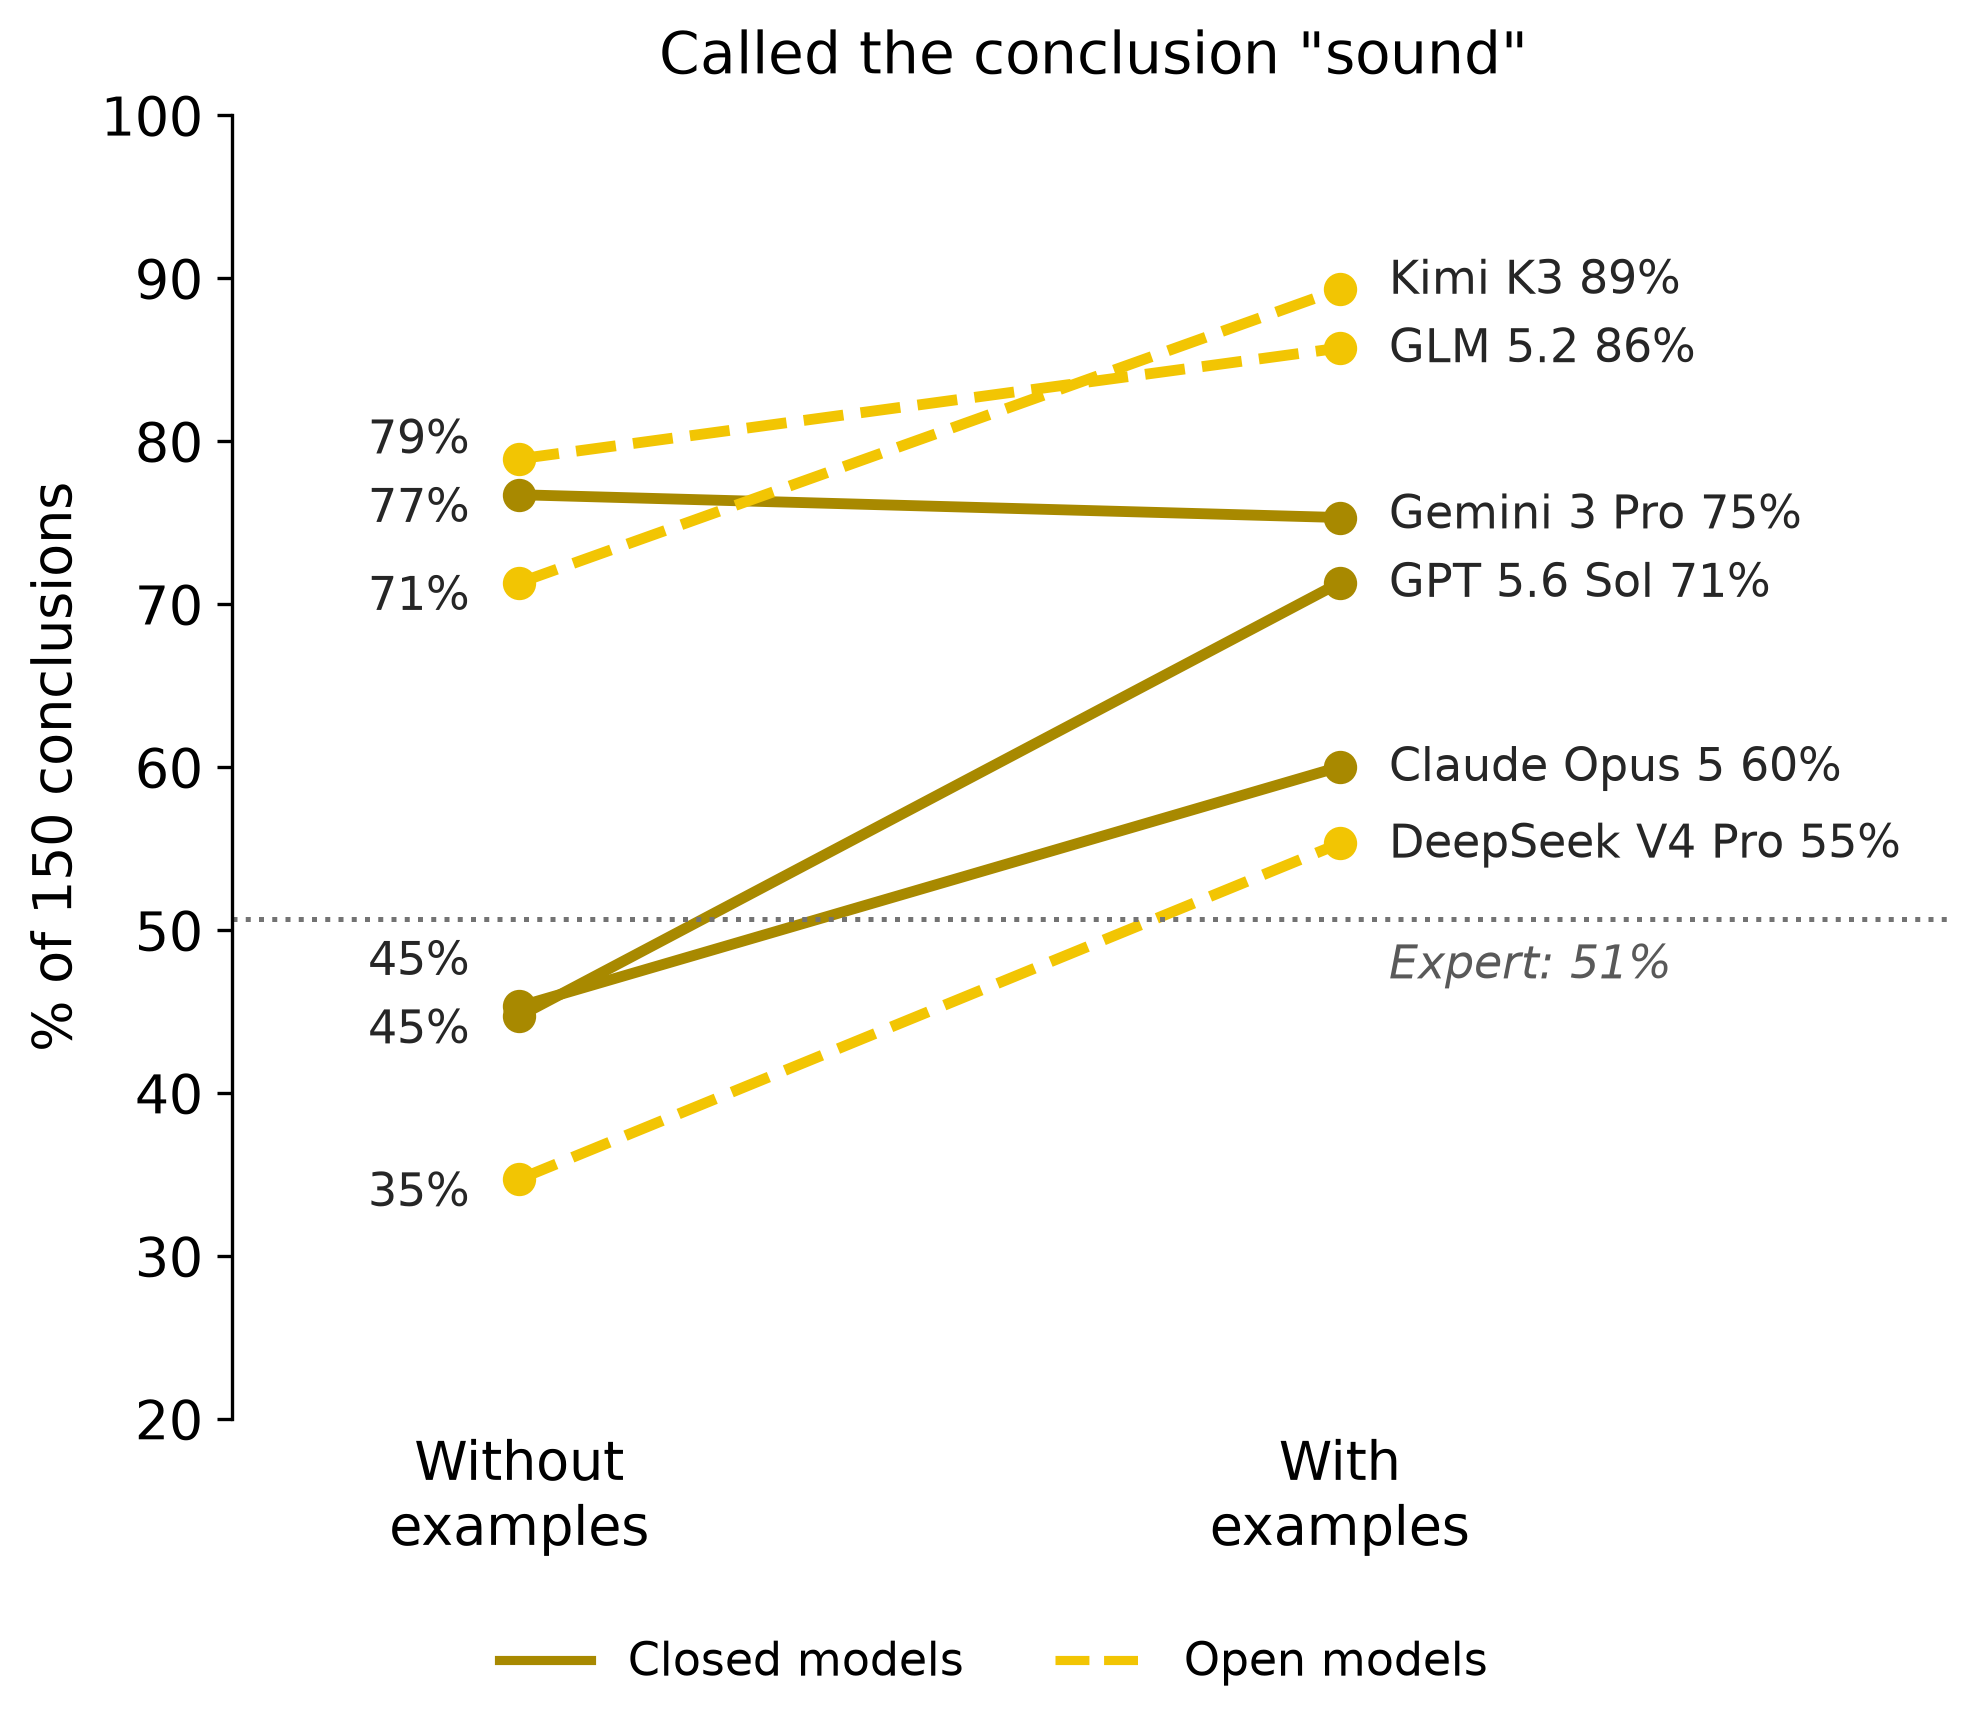 Called the conclusion "sound"
% of 150 conclusions
100
90
80
70
60
50
40
30
20
79%
77%
71%
45%
45%
35%
Kimi K3 89%
GLM 5.2 86%
Gemini 3 Pro 75%
GPT 5.6 Sol 71%
Claude Opus 5 60%
DeepSeek V4 Pro 55%
Expert: 51%
Without
examples
With
examples
Closed models
Open models